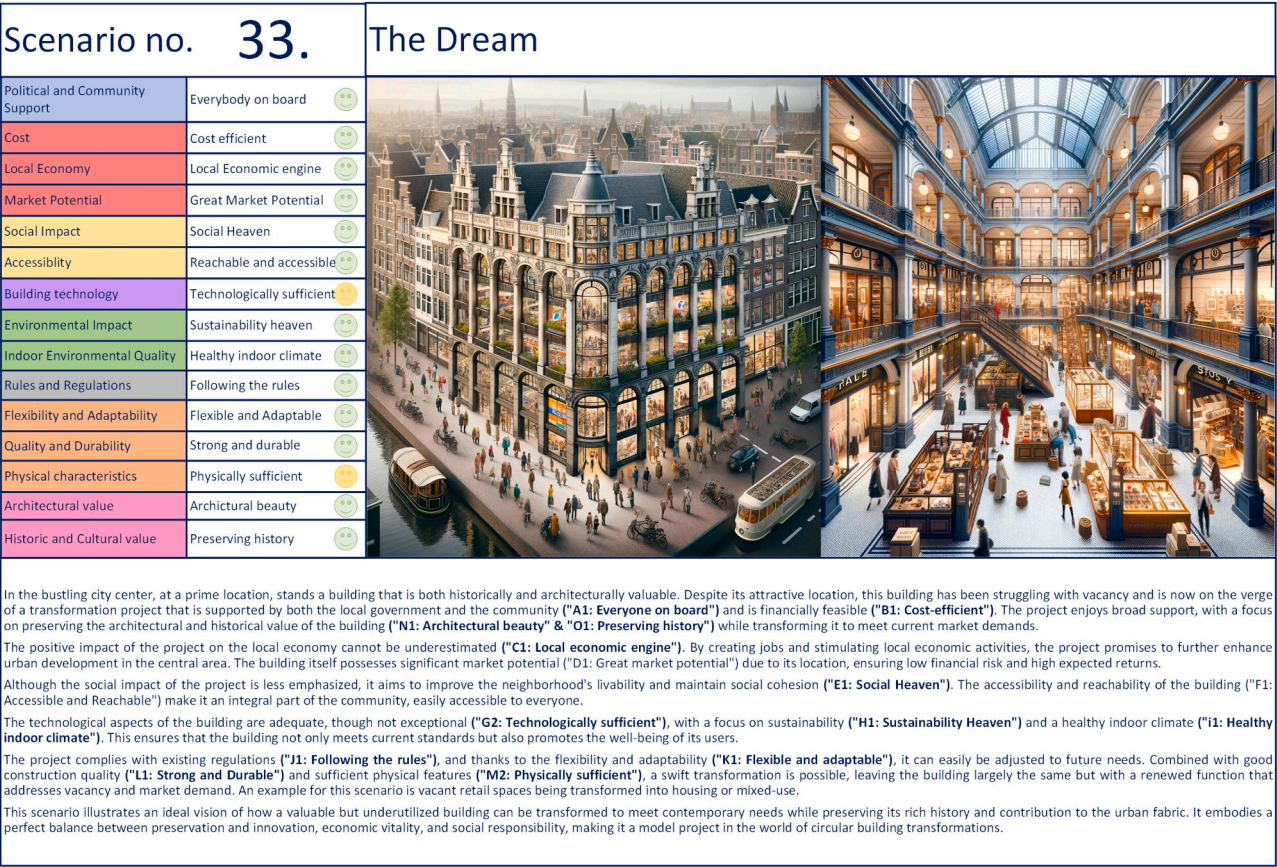 Scenario no. 33. The Dream
Political and Community
Support
Everybody on board
Cost Cost efficient
Local Economy Local Economic engine
Market Potential Great Market Potential
Social Impact Social Heaven
Accessiblity Reachable and accessible
Building technology Technologically sufficient
Environmental Impact Sustainability heaven
Indoor Environmental Quality Healthy indoor climate
Rules and Regulations Following the rules
Flexibility and Adaptability Flexible and Adaptable
Quality and Durability Strong and durable
Physical characteristics Physically sufficient
Architectural value Archictural beauty
Historic and Cultural value Preserving history
In the bustling city center, at a prime location, stands a building that is both historically and architecturally valuable. Despite its attractive location, this building has been struggling with vacancy and is now on the verge
of a transformation project that is supported by both the local government and the community ("A1: Everyone on board") and is financially feasible ("B1: Cost-efficient"). The project enjoys broad support, with a focus
on preserving the architectural and historical value of the building ("N1: Architectural beauty" & "O1: Preserving history") while transforming it to meet current market demands.
The positive impact of the project on the local economy cannot be underestimated ("C1: Local economic engine"). By creating jobs and stimulating local economic activities, the project promises to further enhance
urban development in the central area. The building itself possesses significant market potential ("D1: Great market potential") due to its location, ensuring low financial risk and high expected returns.
Although the social impact of the project is less emphasized, it aims to improve the neighborhood's livability and maintain social cohesion ("E1: Social Heaven"). The accessibility and reachability of the building ("F1:
Accessible and Reachable") make it an integral part of the community, easily accessible to everyone.
The technological aspects of the building are adequate, though not exceptional ("G2: Technologically sufficient"), with a focus on sustainability ("H1: Sustainability Heaven") and a healthy indoor climate ("i1: Healthy
indoor climate"). This ensures that the building not only meets current standards but also promotes the well-being of its users.
The project complies with existing regulations ("J1: Following the rules"), and thanks to the flexibility and adaptability ("K1: Flexible and adaptable"), it can easily be adjusted to future needs. Combined with good
construction quality ("L1: Strong and Durable") and sufficient physical features ("M2: Physically sufficient"), a swift transformation is possible, leaving the building largely the same but with a renewed function that
addresses vacancy and market demand. An example for this scenario is vacant retail spaces being transformed into housing or mixed-use.
This scenario illustrates an ideal vision of how a valuable but underutilized building can be transformed to meet contemporary needs while preserving its rich history and contribution to the urban fabric. It embodies a
perfect balance between preservation and innovation, economic vitality, and social responsibility, making it a model project in the world of circular building transformations.